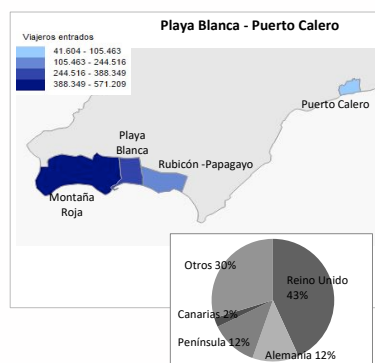 Playa Blanca - Puerto Calero
Viajeros entrados
41.604 - 105.463
105.463 - 244.516
244.516 - 388.349
388.349 - 571.209
Puerto Calero
Playa
Blanca
Rubicón -Papagayo
Montaña
Roja
Otros 30%
Reino Unido
43%
Canarias 2%
Península 12%
Alemania 12%